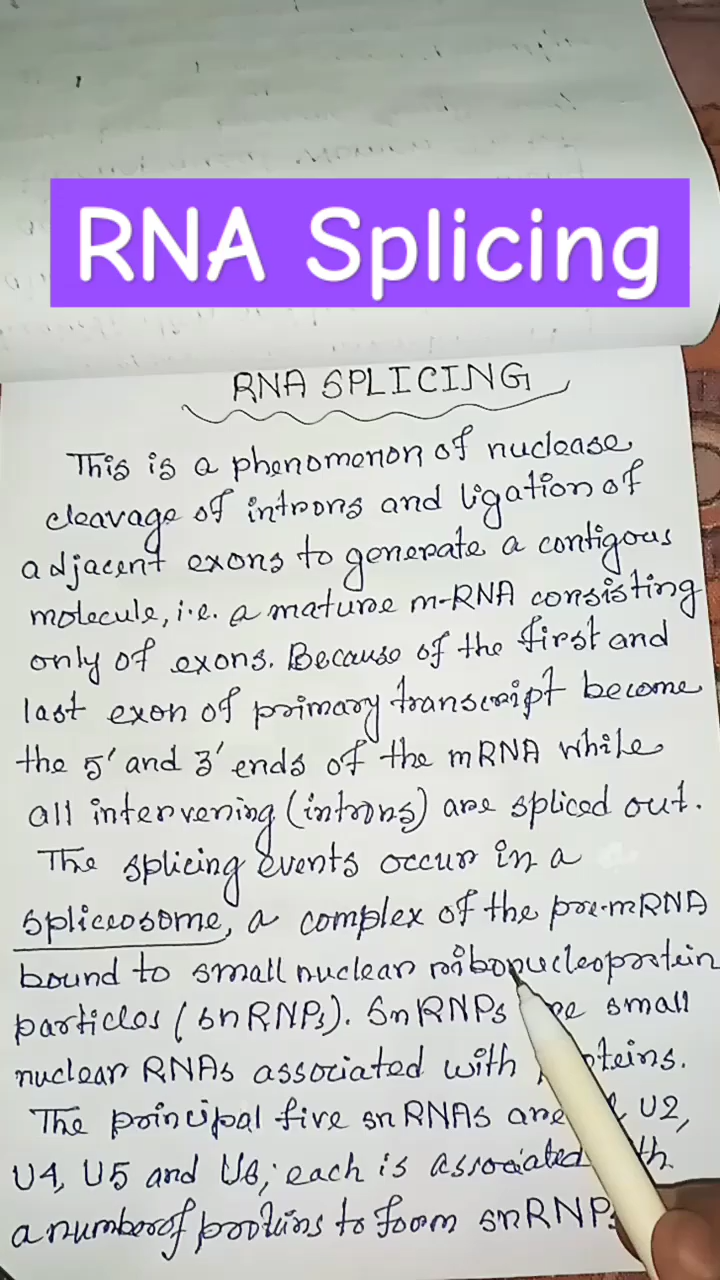 RNA Splicing
RNA SPLICING
This is a phenomenon of nuclease
cleavage of introns and ligation of
adjacent exons to generate a contigous
molecule, i.e. a mature m-RNA consisting
only of exons. Because of the first and
last exon of primary transcript become
the 5' and 3' ends of the mRNA while
all intervening (introns) are spliced out.
The splicing events occur in a
spliceosome, a complex of the pre-mRNA
bound to small nuclear ribonucleoprotein
particles (snRNPs). SnRNPs small
nuclear RNAs associated with proteins.
The principal five snRNAs are U2,
U4, U5 and U6; each is associated
a number of proteins to form snRNPs